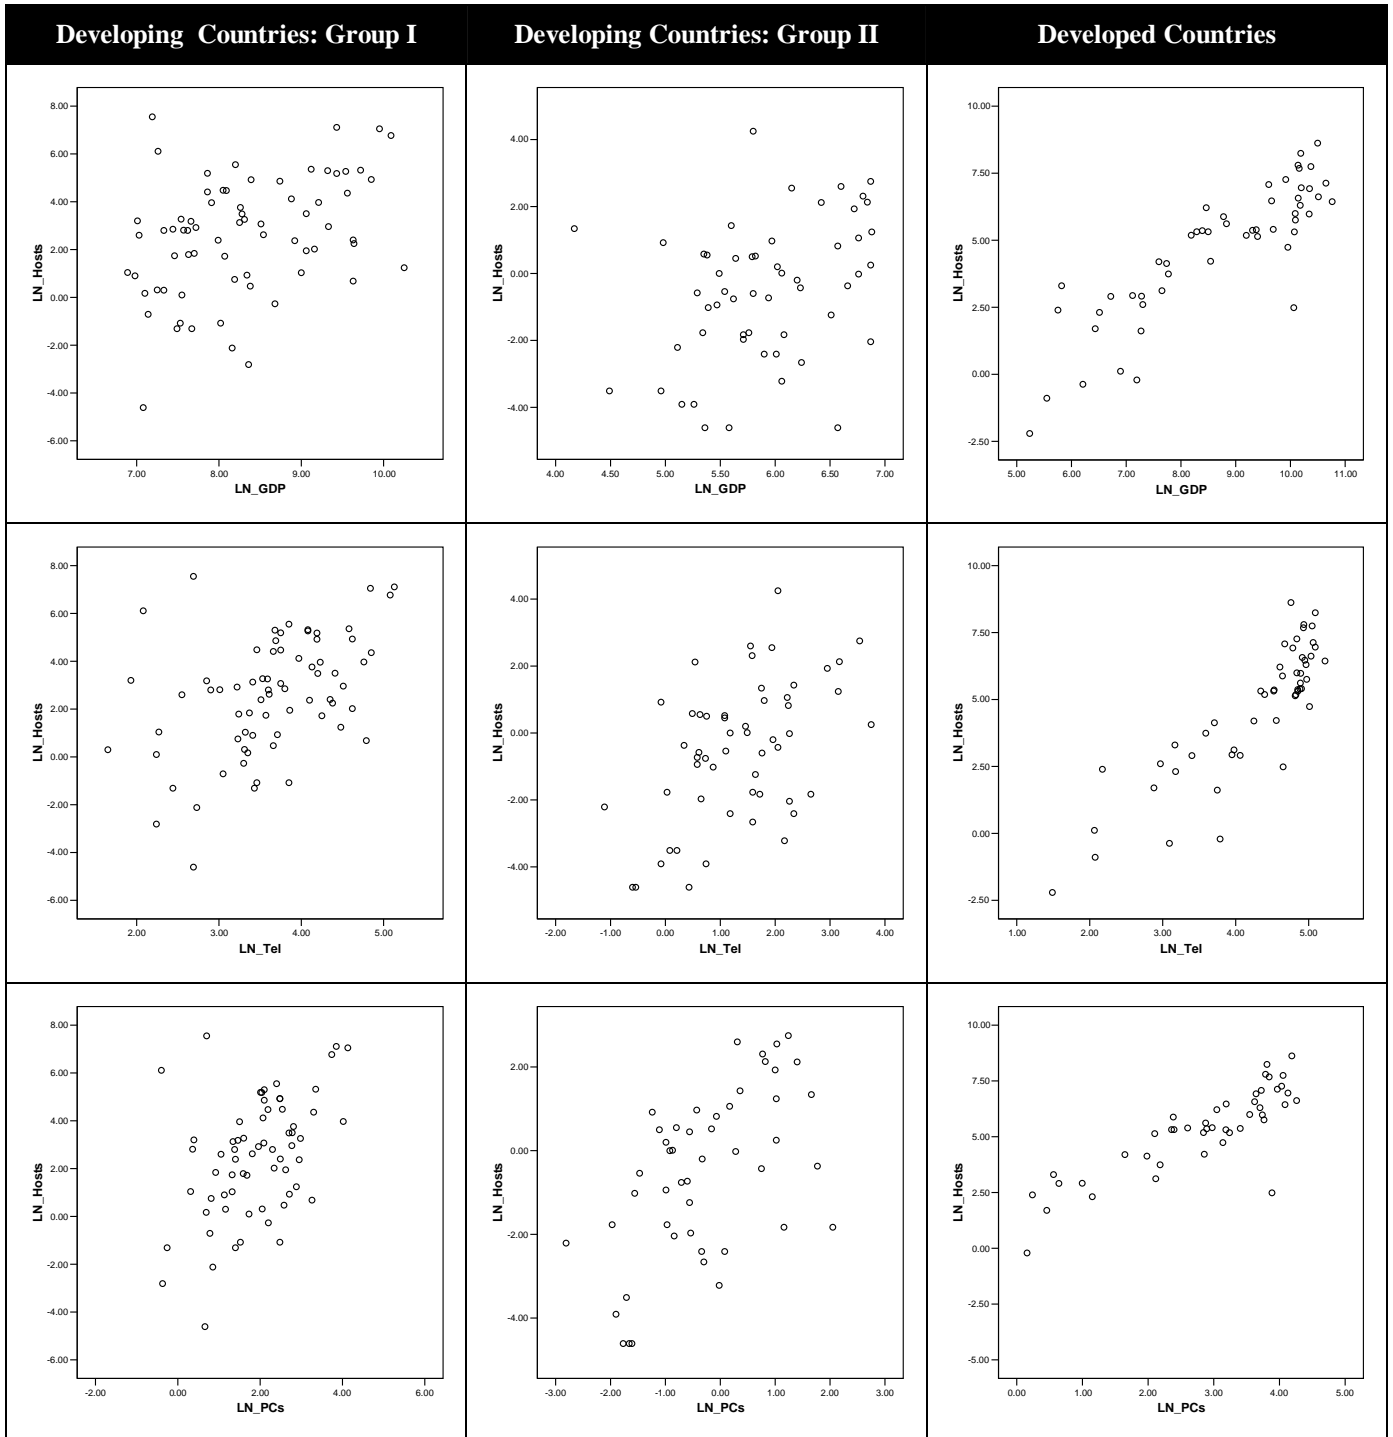 Developing Countries: Group I
Developing Countries: Group II
Developed Countries
8.00
6.00
4.00
2.00
0.00
-2.00
-4.00
-6.00
LN_Hosts
7.00 8.00 9.00 10.00
LN_GDP
4.00
2.00
0.00
-2.00
-4.00
LN_Hosts
4.00 4.50 5.00 5.50 6.00 6.50 7.00
LN_GDP
10.00
7.50
5.00
2.50
0.00
-2.50
LN_Hosts
5.00 6.00 7.00 8.00 9.00 10.00 11.00
LN_GDP
8.00
6.00
4.00
2.00
0.00
-2.00
-4.00
-6.00
LN_Hosts
2.00 3.00 4.00 5.00
LN_Tel
4.00
2.00
0.00
-2.00
-4.00
LN_Hosts
-2.00 -1.00 0.00 1.00 2.00 3.00 4.00
LN_Tel
10.00
7.50
5.00
2.50
0.00
-2.50
LN_Hosts
1.00 2.00 3.00 4.00 5.00
LN_Tel
8.00
6.00
4.00
2.00
0.00
-2.00
-4.00
-6.00
LN_Hosts
-2.00 0.00 2.00 4.00 6.00
LN_PCs
2.00
0.00
-2.00
-4.00
LN_Hosts
-3.00 -2.00 -1.00 0.00 1.00 2.00 3.00
LN_PCs
10.00
7.50
5.00
2.50
0.00
-2.50
-5.00
LN_Hosts
0.00 1.00 2.00 3.00 4.00 5.00
LN_PCs